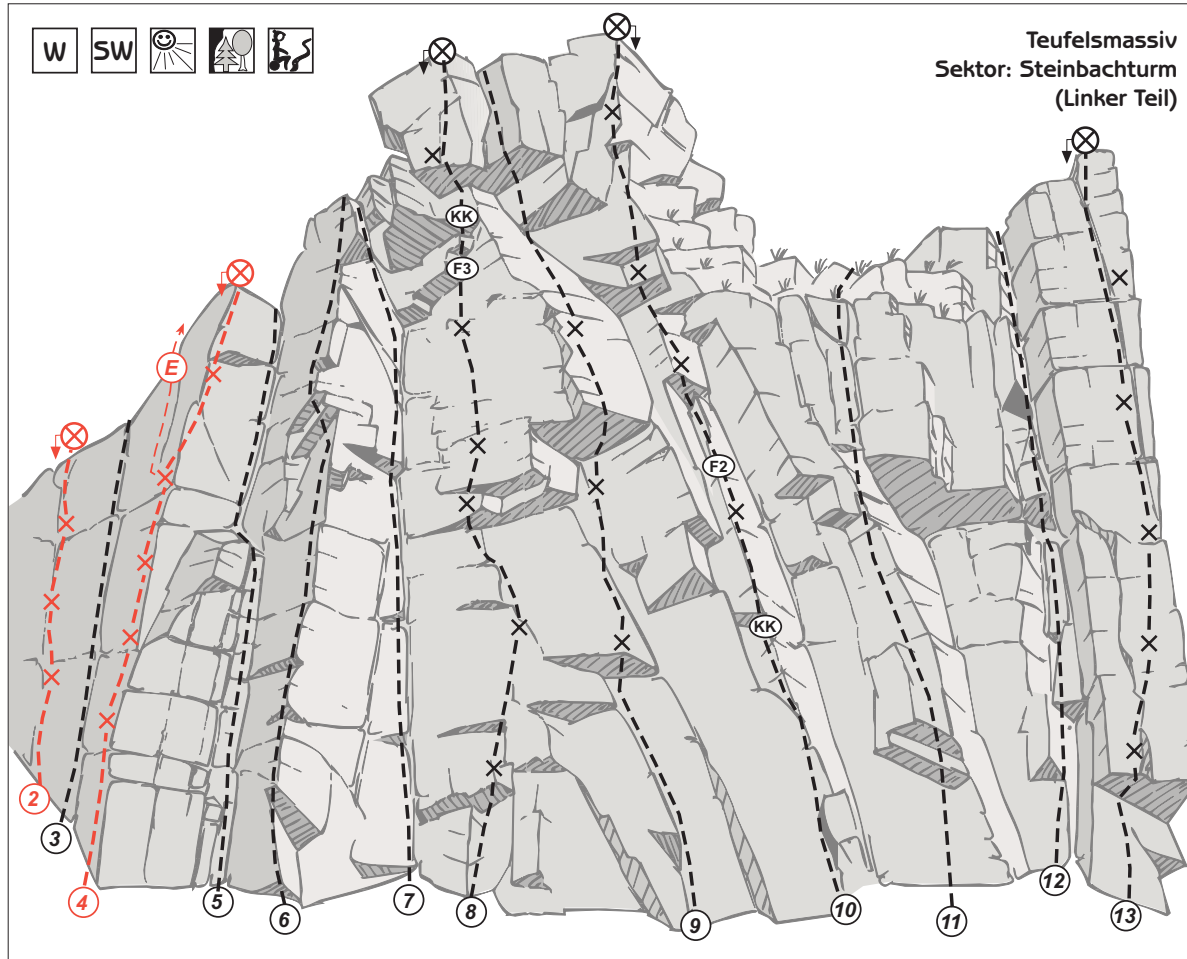 W SW
Teufelsmassiv
Sektor: Steinbachturm
(Linker Teil)
KK
F3
E
F2
KK
2
3
4
5
6
7
8
9
10
11
12
13